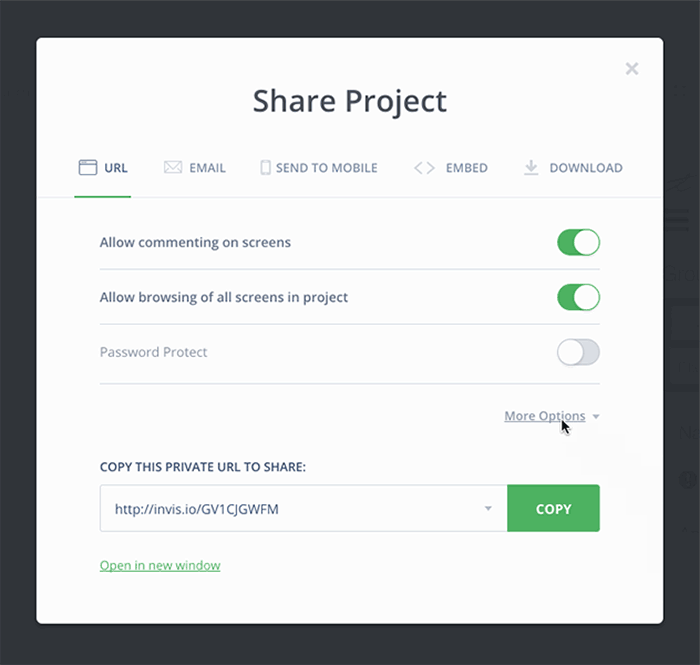 Share Project
URL EMAIL SEND TO MOBILE EMBED DOWNLOAD
Allow commenting on screens
Allow browsing of all screens in project
Password Protect
More Options
COPY THIS PRIVATE URL TO SHARE:
http://invis.io/GV1CJGWFM COPY
Open in new window